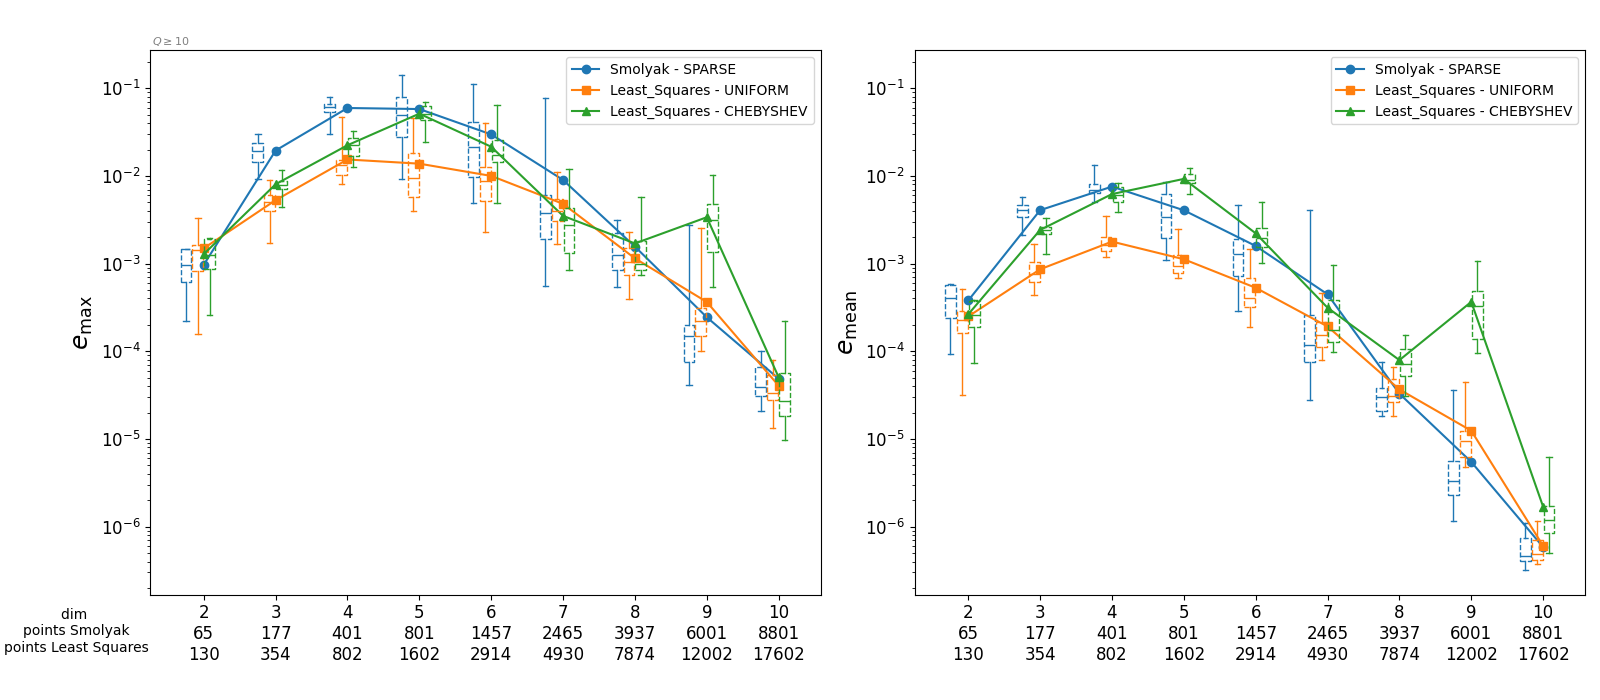 Q ≥ 10
Smolyak - SPARSE
Least_Squares - UNIFORM
Least_Squares - CHEBYSHEV
10⁻¹
10⁻²
10⁻³
10⁻⁴
10⁻⁵
10⁻⁶
e_max
dim 2 3 4 5 6 7 8 9 10
points Smolyak 65 177 401 801 1457 2465 3937 6001 8801
points Least Squares 130 354 802 1602 2914 4930 7874 12002 17602
Smolyak - SPARSE
Least_Squares - UNIFORM
Least_Squares - CHEBYSHEV
10⁻¹
10⁻²
10⁻³
10⁻⁴
10⁻⁵
10⁻⁶
e_mean
2 3 4 5 6 7 8 9 10
65 177 401 801 1457 2465 3937 6001 8801
130 354 802 1602 2914 4930 7874 12002 17602